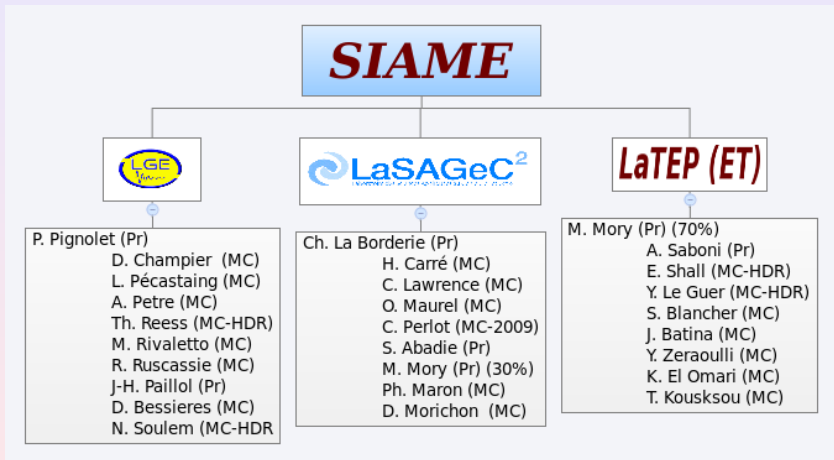 SIAME
LGE
P. Pignolet (Pr)
D. Champier (MC)
L. Pécastaing (MC)
A. Petre (MC)
Th. Reess (MC-HDR)
M. Rivaletto (MC)
R. Ruscassie (MC)
J-H. Paillol (Pr)
D. Bessieres (MC)
N. Soulem (MC-HDR
LaSAGeC²
Ch. La Borderie (Pr)
H. Carré (MC)
C. Lawrence (MC)
O. Maurel (MC)
C. Perlot (MC-2009)
S. Abadie (Pr)
M. Mory (Pr) (30%)
Ph. Maron (MC)
D. Morichon (MC)
LaTEP (ET)
M. Mory (Pr) (70%)
A. Saboni (Pr)
E. Shall (MC-HDR)
Y. Le Guer (MC-HDR)
S. Blancher (MC)
J. Batina (MC)
Y. Zeraoulli (MC)
K. El Omari (MC)
T. Kousksou (MC)